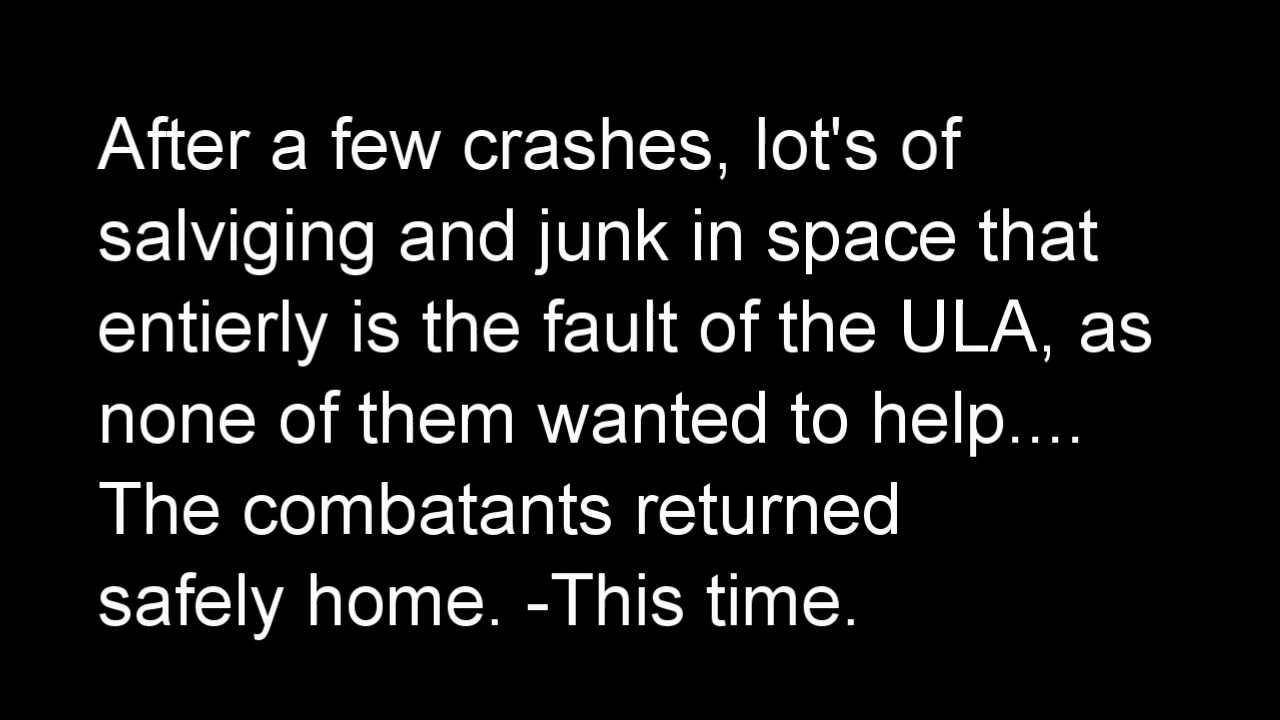 After a few crashes, lot's of
salviging and junk in space that
entierly is the fault of the ULA, as
none of them wanted to help....
The combatants returned
safely home. -This time.